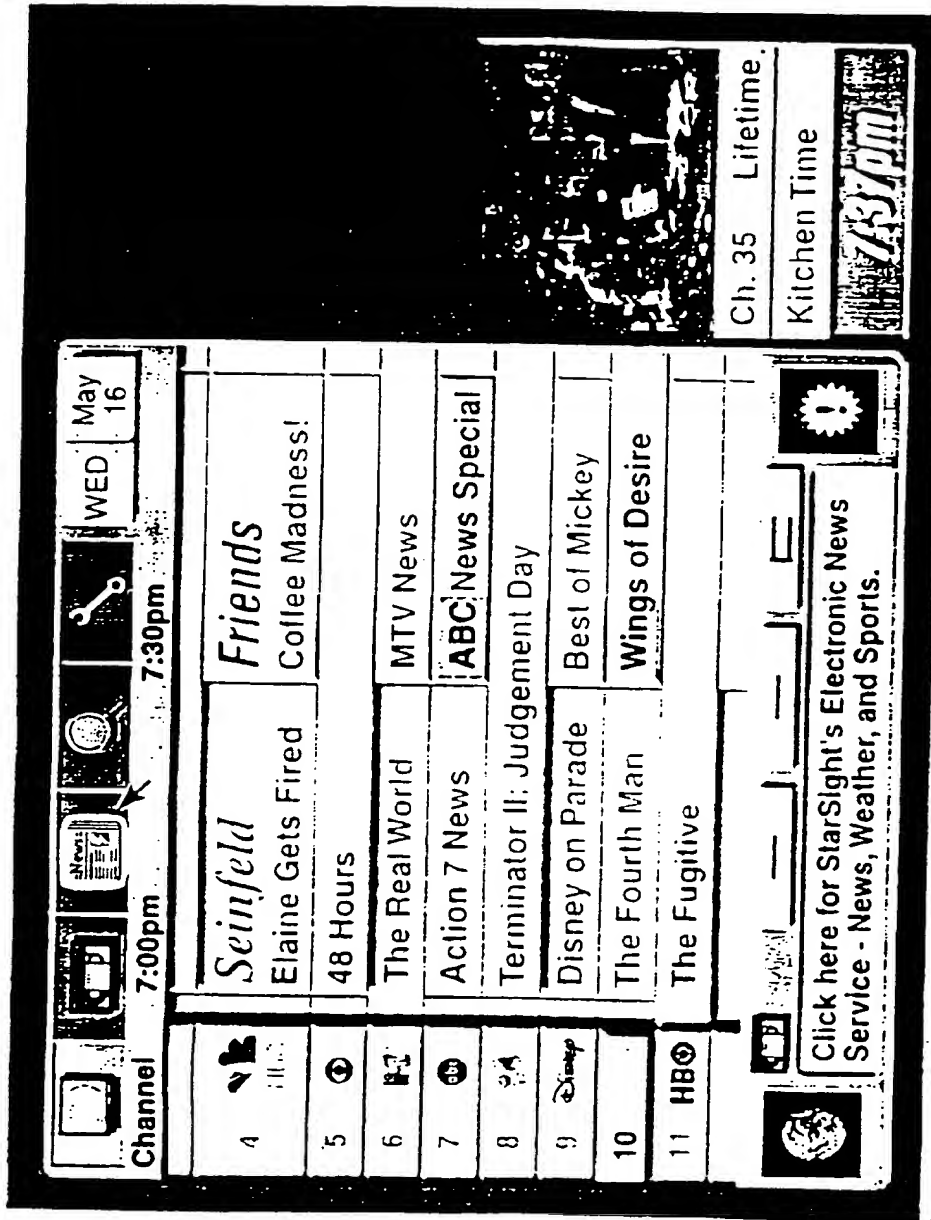 WED May 16
Channel 7:00pm 7:30pm
News
4 Seinfeld Friends
Elaine Gets Fired Coffee Madness!
5 48 Hours
6 The Real World MTV News
7 abc Action 7 News ABC News Special
8 Terminator II: Judgement Day
9 Disney Disney on Parade Best of Mickey
10 The Fourth Man Wings of Desire
11 HBO The Fugitive
Click here for StarSight's Electronic News
Service - News, Weather, and Sports.
!
Ch. 35 Lifetime.
Kitchen Time
7:37pm